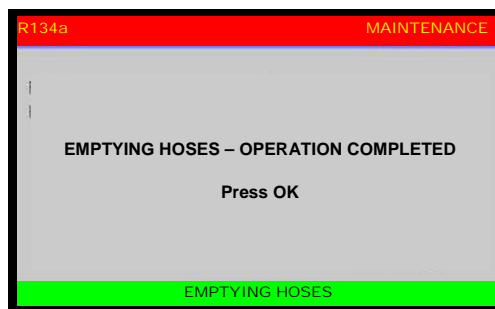 R134a MAINTENANCE
EMPTYING HOSES – OPERATION COMPLETED
Press OK
EMPTYING HOSES